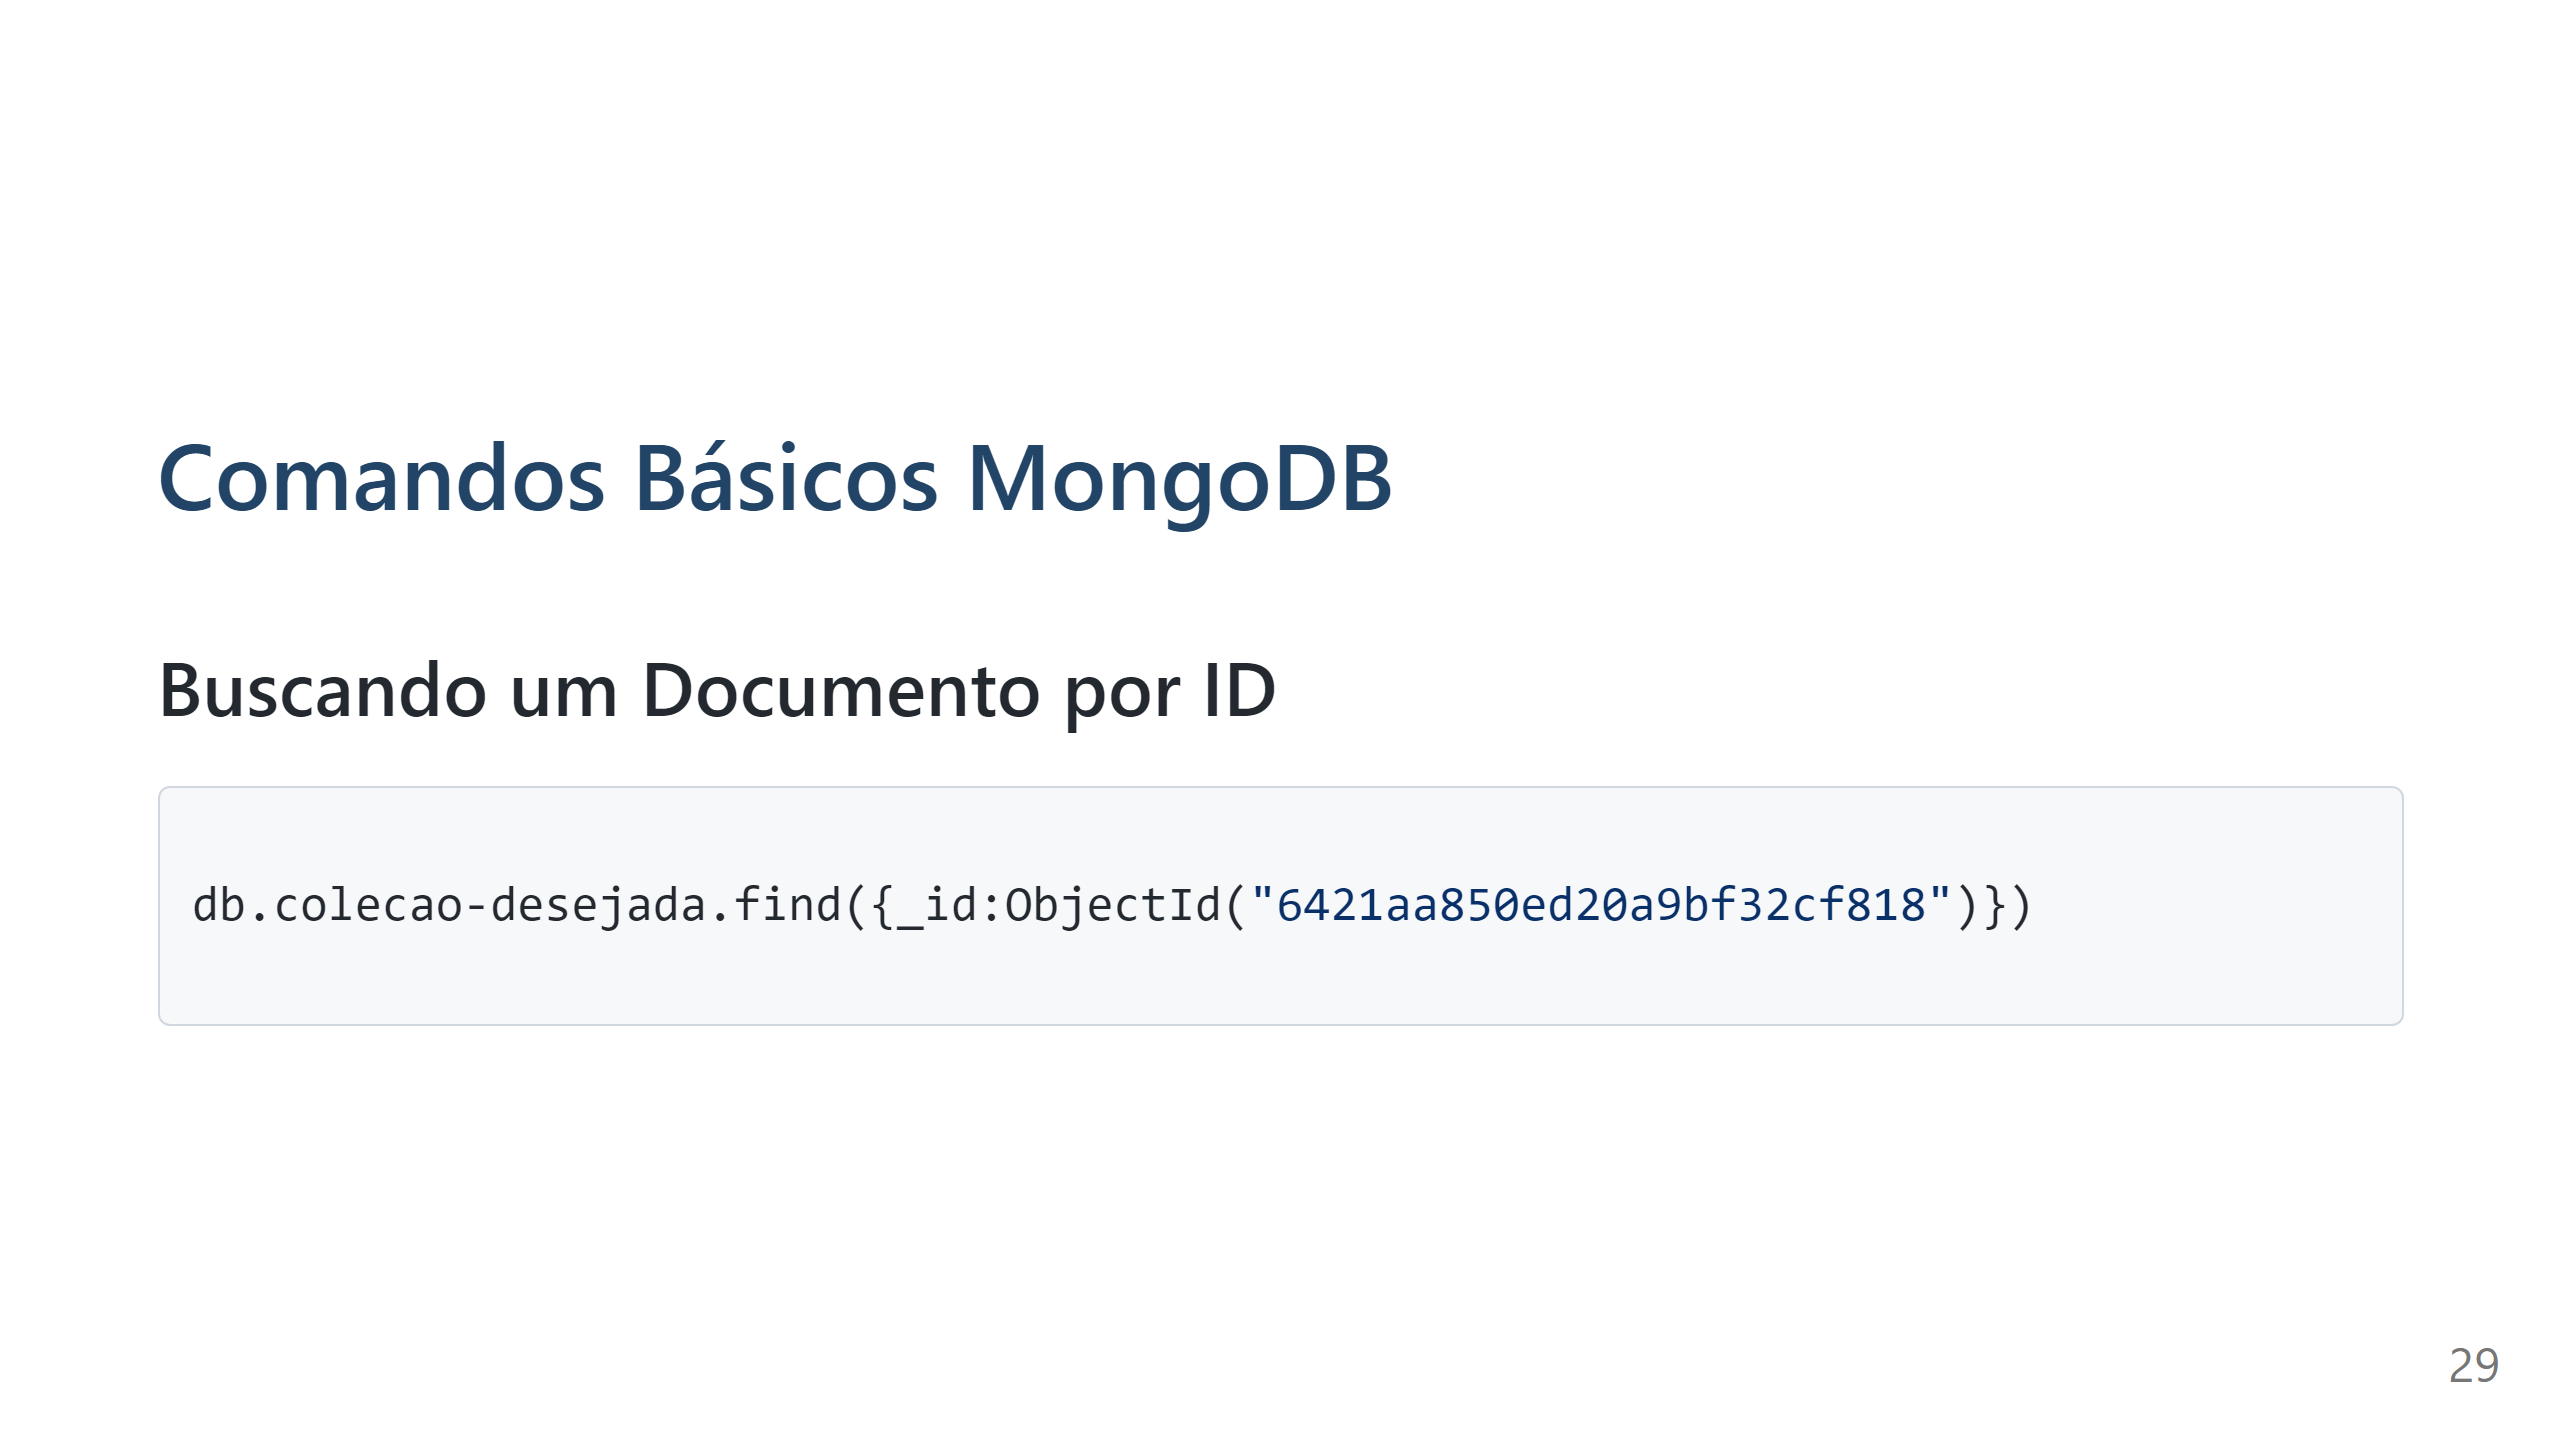 Comandos Básicos MongoDB
Buscando um Documento por ID
db.colecao-desejada.find({_id:ObjectId("6421aa850ed20a9bf32cf818")})
29